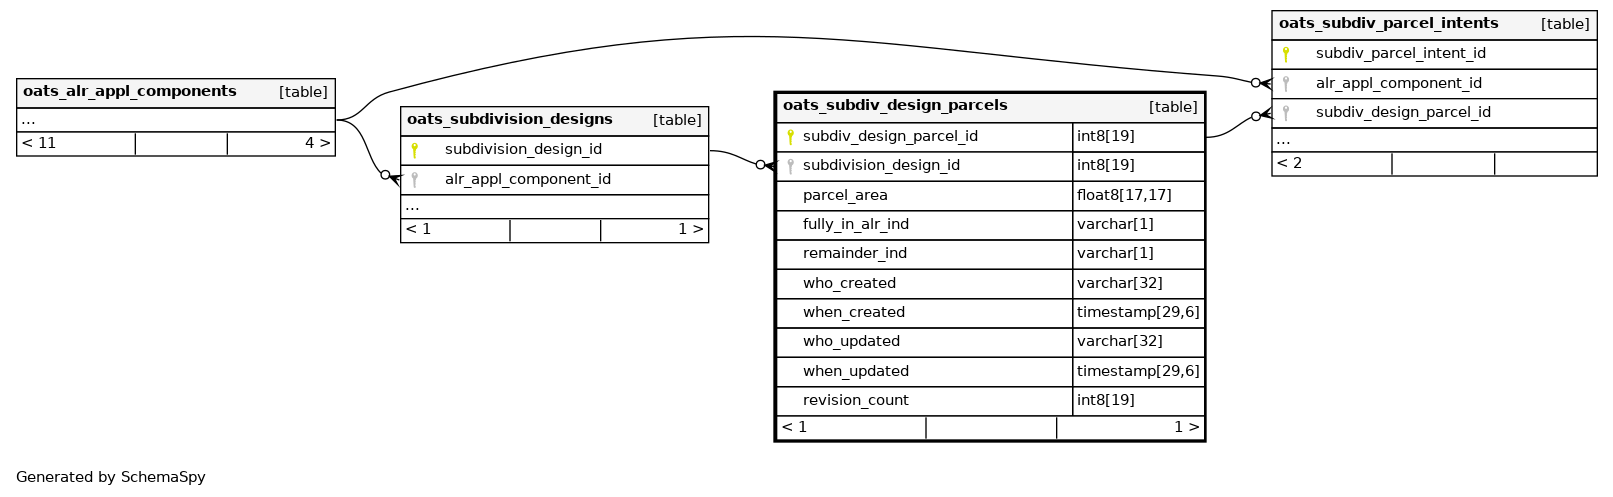 oats_alr_appl_components [table]
...
< 11 4 >
oats_subdivision_designs [table]
subdivision_design_id
alr_appl_component_id
...
< 1 1 >
oats_subdiv_design_parcels [table]
subdiv_design_parcel_id int8[19]
subdivision_design_id int8[19]
parcel_area float8[17,17]
fully_in_alr_ind varchar[1]
remainder_ind varchar[1]
who_created varchar[32]
when_created timestamp[29,6]
who_updated varchar[32]
when_updated timestamp[29,6]
revision_count int8[19]
< 1 1 >
oats_subdiv_parcel_intents [table]
subdiv_parcel_intent_id
alr_appl_component_id
subdiv_design_parcel_id
...
< 2
Generated by SchemaSpy